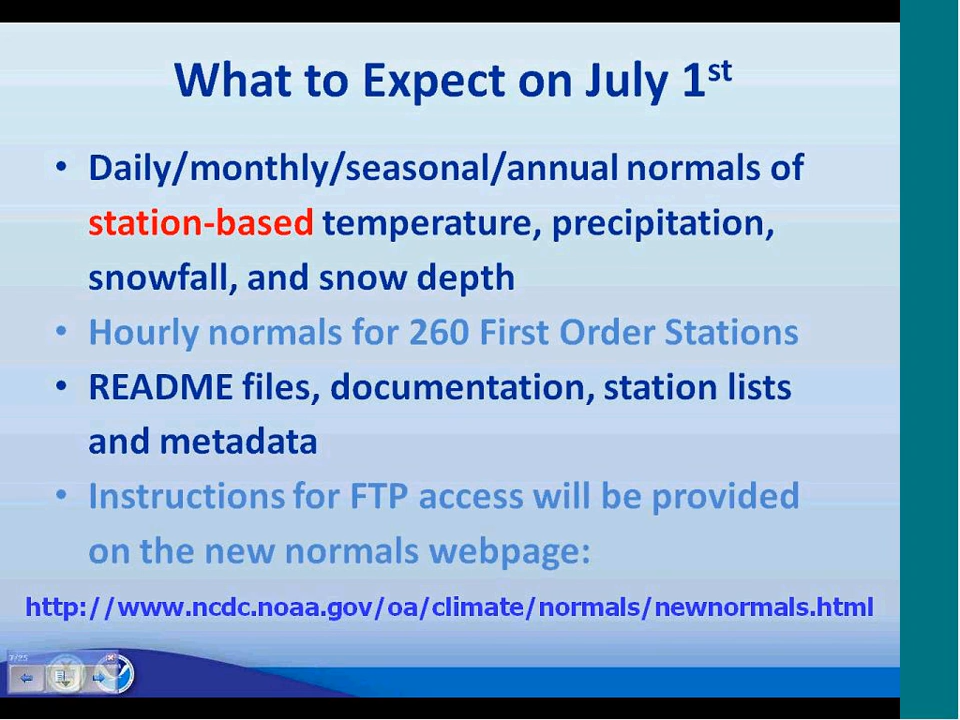 What to Expect on July 1st
• Daily/monthly/seasonal/annual normals of
station-based temperature, precipitation,
snowfall, and snow depth
• Hourly normals for 260 First Order Stations
• README files, documentation, station lists
and metadata
• Instructions for FTP access will be provided
on the new normals webpage:
http://www.ncdc.noaa.gov/oa/climate/normals/newnormals.html
7/25